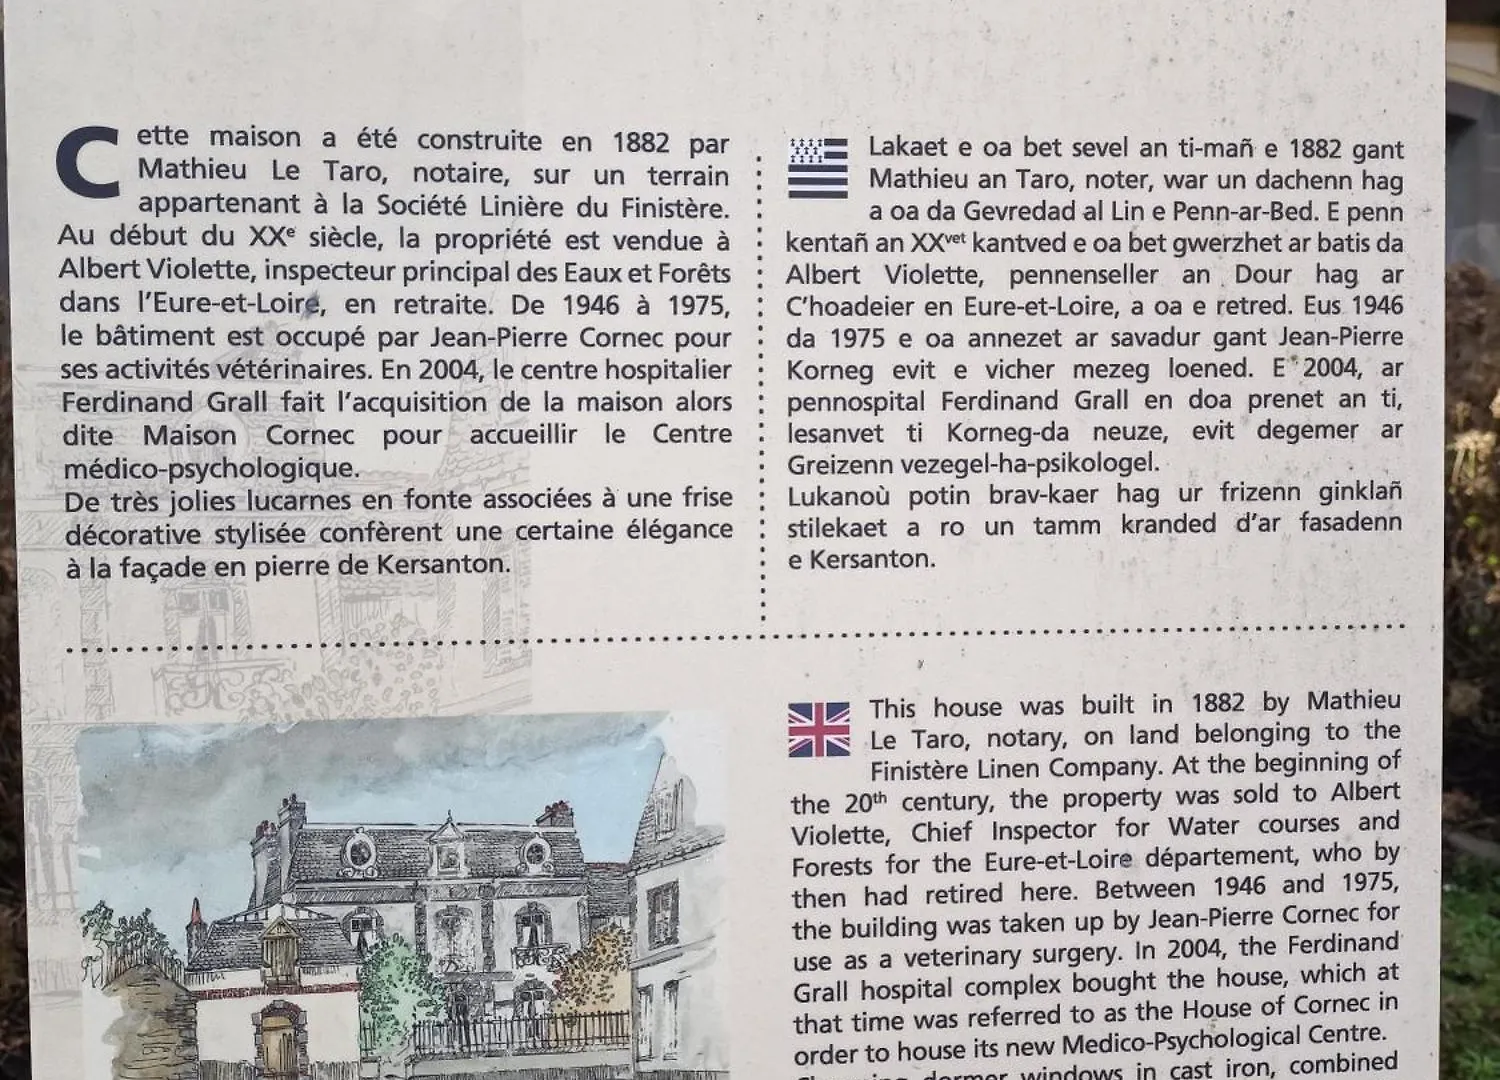 Cette maison a été construite en 1882 par
Mathieu Le Taro, notaire, sur un terrain
appartenant à la Société Linière du Finistère.
Au début du XXe siècle, la propriété est vendue à
Albert Violette, inspecteur principal des Eaux et Forêts
dans l'Eure-et-Loire, en retraite. De 1946 à 1975,
le bâtiment est occupé par Jean-Pierre Cornec pour
ses activités vétérinaires. En 2004, le centre hospitalier
Ferdinand Grall fait l'acquisition de la maison alors
dite Maison Cornec pour accueillir le Centre
médico-psychologique.
De très jolies lucarnes en fonte associées à une frise
décorative stylisée confèrent une certaine élégance
à la façade en pierre de Kersanton.
Lakaet e oa bet sevel an ti-mañ e 1882 gant
Mathieu an Taro, noter, war un dachenn hag
a oa da Gevredad al Lin e Penn-ar-Bed. E penn
kentañ an XXvet kantved e oa bet gwerzhet ar batis da
Albert Violette, pennenseller an Dour hag ar
C'hoadeier en Eure-et-Loire, a oa e retred. Eus 1946
da 1975 e oa annezet ar savadur gant Jean-Pierre
Korneg evit e vicher mezeg loened. E 2004, ar
pennospital Ferdinand Grall en doa prenet an ti,
lesanvet ti Korneg-da neuze, evit degemer ar
Greizenn vezegel-ha-psikologel.
Lukanoù potin brav-kaer hag ur frizenn ginklañ
stilekaet a ro un tamm kranded d'ar fasadenn
e Kersanton.
This house was built in 1882 by Mathieu
Le Taro, notary, on land belonging to the
Finistère Linen Company. At the beginning of
the 20th century, the property was sold to Albert
Violette, Chief Inspector for Water courses and
Forests for the Eure-et-Loire département, who by
then had retired here. Between 1946 and 1975,
the building was taken up by Jean-Pierre Cornec for
use as a veterinary surgery. In 2004, the Ferdinand
Grall hospital complex bought the house, which at
that time was referred to as the House of Cornec in
order to house its new Medico-Psychological Centre.
dormer windows in cast iron, combined